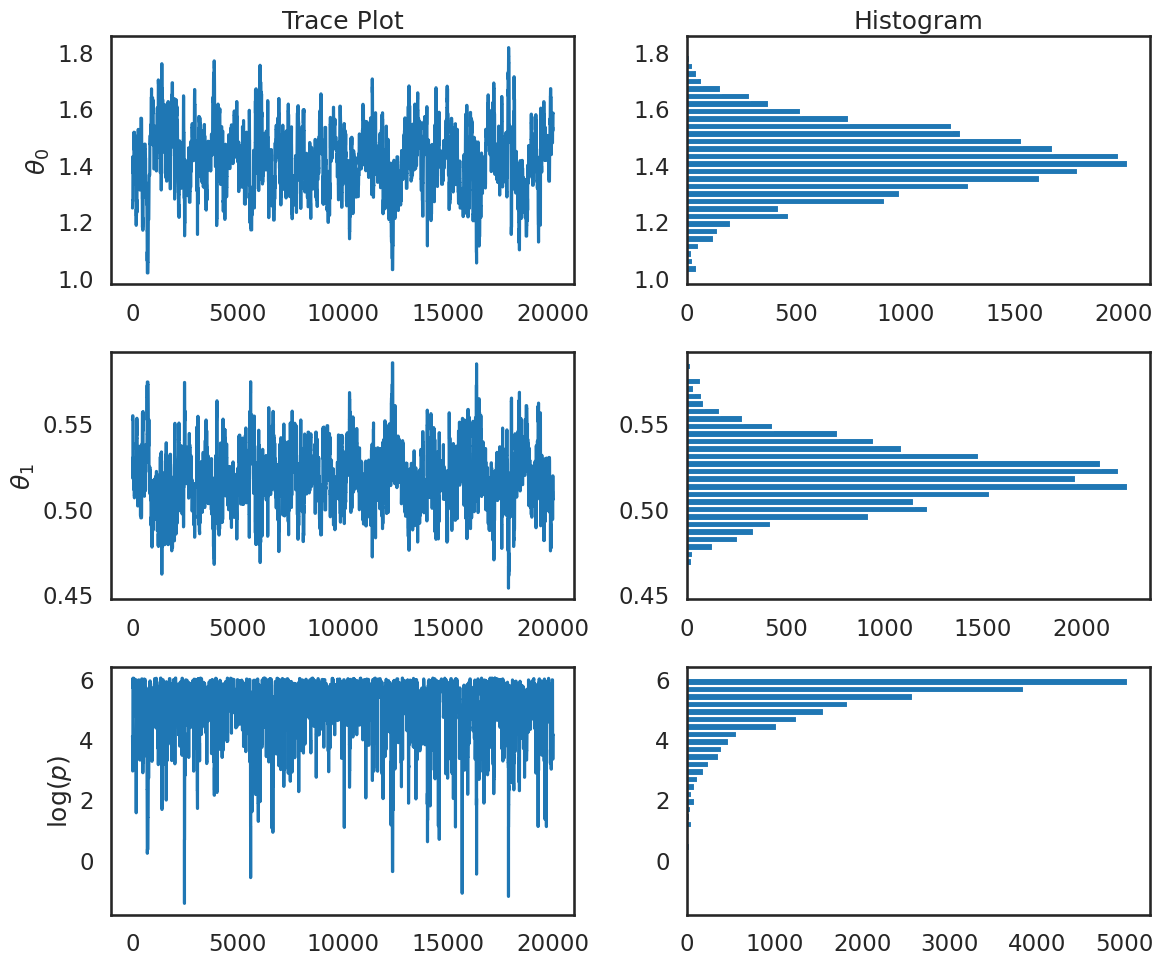 Trace Plot Histogram
1.8 1.8
1.6 1.6
θ₀ 1.4 1.4
1.2 1.2
1.0 1.0
0 5000 10000 15000 20000 0 500 1000 1500 2000
0.55 0.55
θ₁ 0.50 0.50
0.45 0.45
0 5000 10000 15000 20000 0 500 1000 1500 2000
6 6
4 4
log(p) 2 2
0 0
0 5000 10000 15000 20000 0 1000 2000 3000 4000 5000